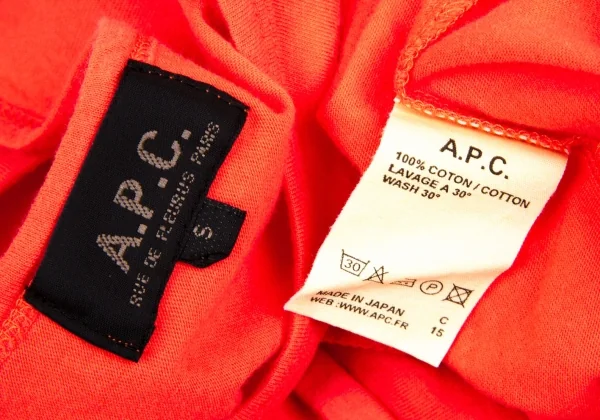 A.P.C.
RUE DE FLEURUS PARIS
S
A.P.C.
100% COTON / COTTON
LAVAGE A 30°
WASH 30°
30
P
MADE IN JAPAN
WEB :WWW.APC.FR
C
15